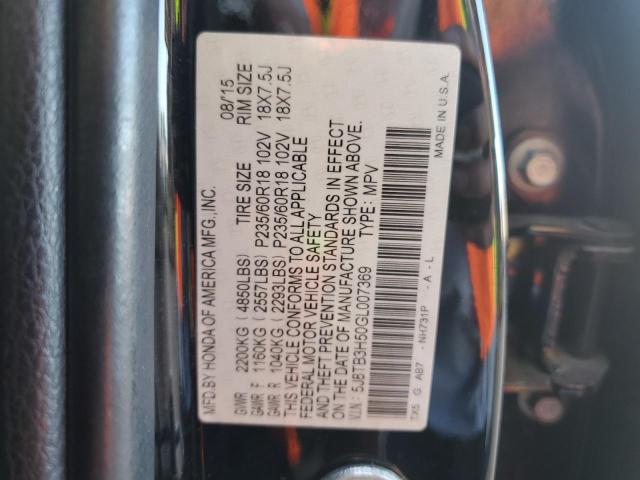 MFD.BY HONDA OF AMERICA MFG.,INC. 08/15
GVWR 2200KG ( 4850LBS) TIRE SIZE RIM SIZE
GAWR F 1160KG ( 2557LBS) P235/60R18 102V 18X7.5J
GAWR R 1040KG ( 2293LBS) P235/60R18 102V 18X7.5J
THIS VEHICLE CONFORMS TO ALL APPLICABLE
FEDERAL MOTOR VEHICLE SAFETY
AND THEFT PREVENTION STANDARDS IN EFFECT
ON THE DATE OF MANUFACTURE SHOWN ABOVE.
V.I.N: 5J8TB3H50GL007369 TYPE: MPV
TX5 G AB7 - NH731P - A - L
MADE IN U.S.A.